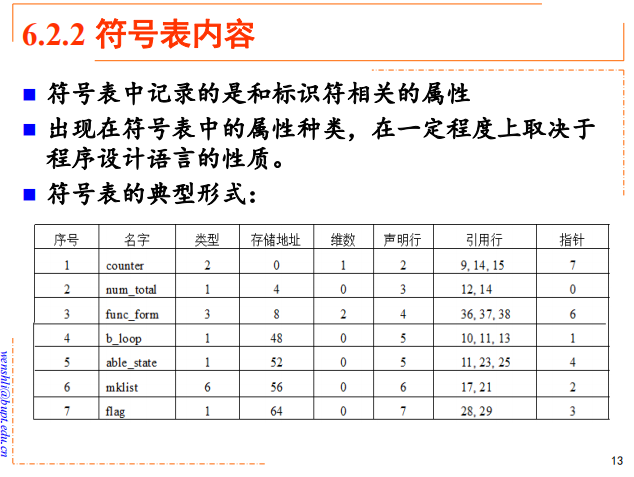 6.2.2 符号表内容
符号表中记录的是和标识符相关的属性
出现在符号表中的属性种类，在一定程度上取决于
程序设计语言的性质。
符号表的典型形式：
序号 名字 类型 存储地址 维数 声明行 引用行 指针
1 counter 2 0 1 2 9, 14, 15 7
2 num_total 1 4 0 3 12, 14 0
3 func_form 3 8 2 4 36, 37, 38 6
4 b_loop 1 48 0 5 10, 11, 13 1
5 able_state 1 52 0 5 11, 23, 25 4
6 mklist 6 56 0 6 17, 21 2
7 flag 1 64 0 7 28, 29 3
wenshli@bupt.edu.cn
13